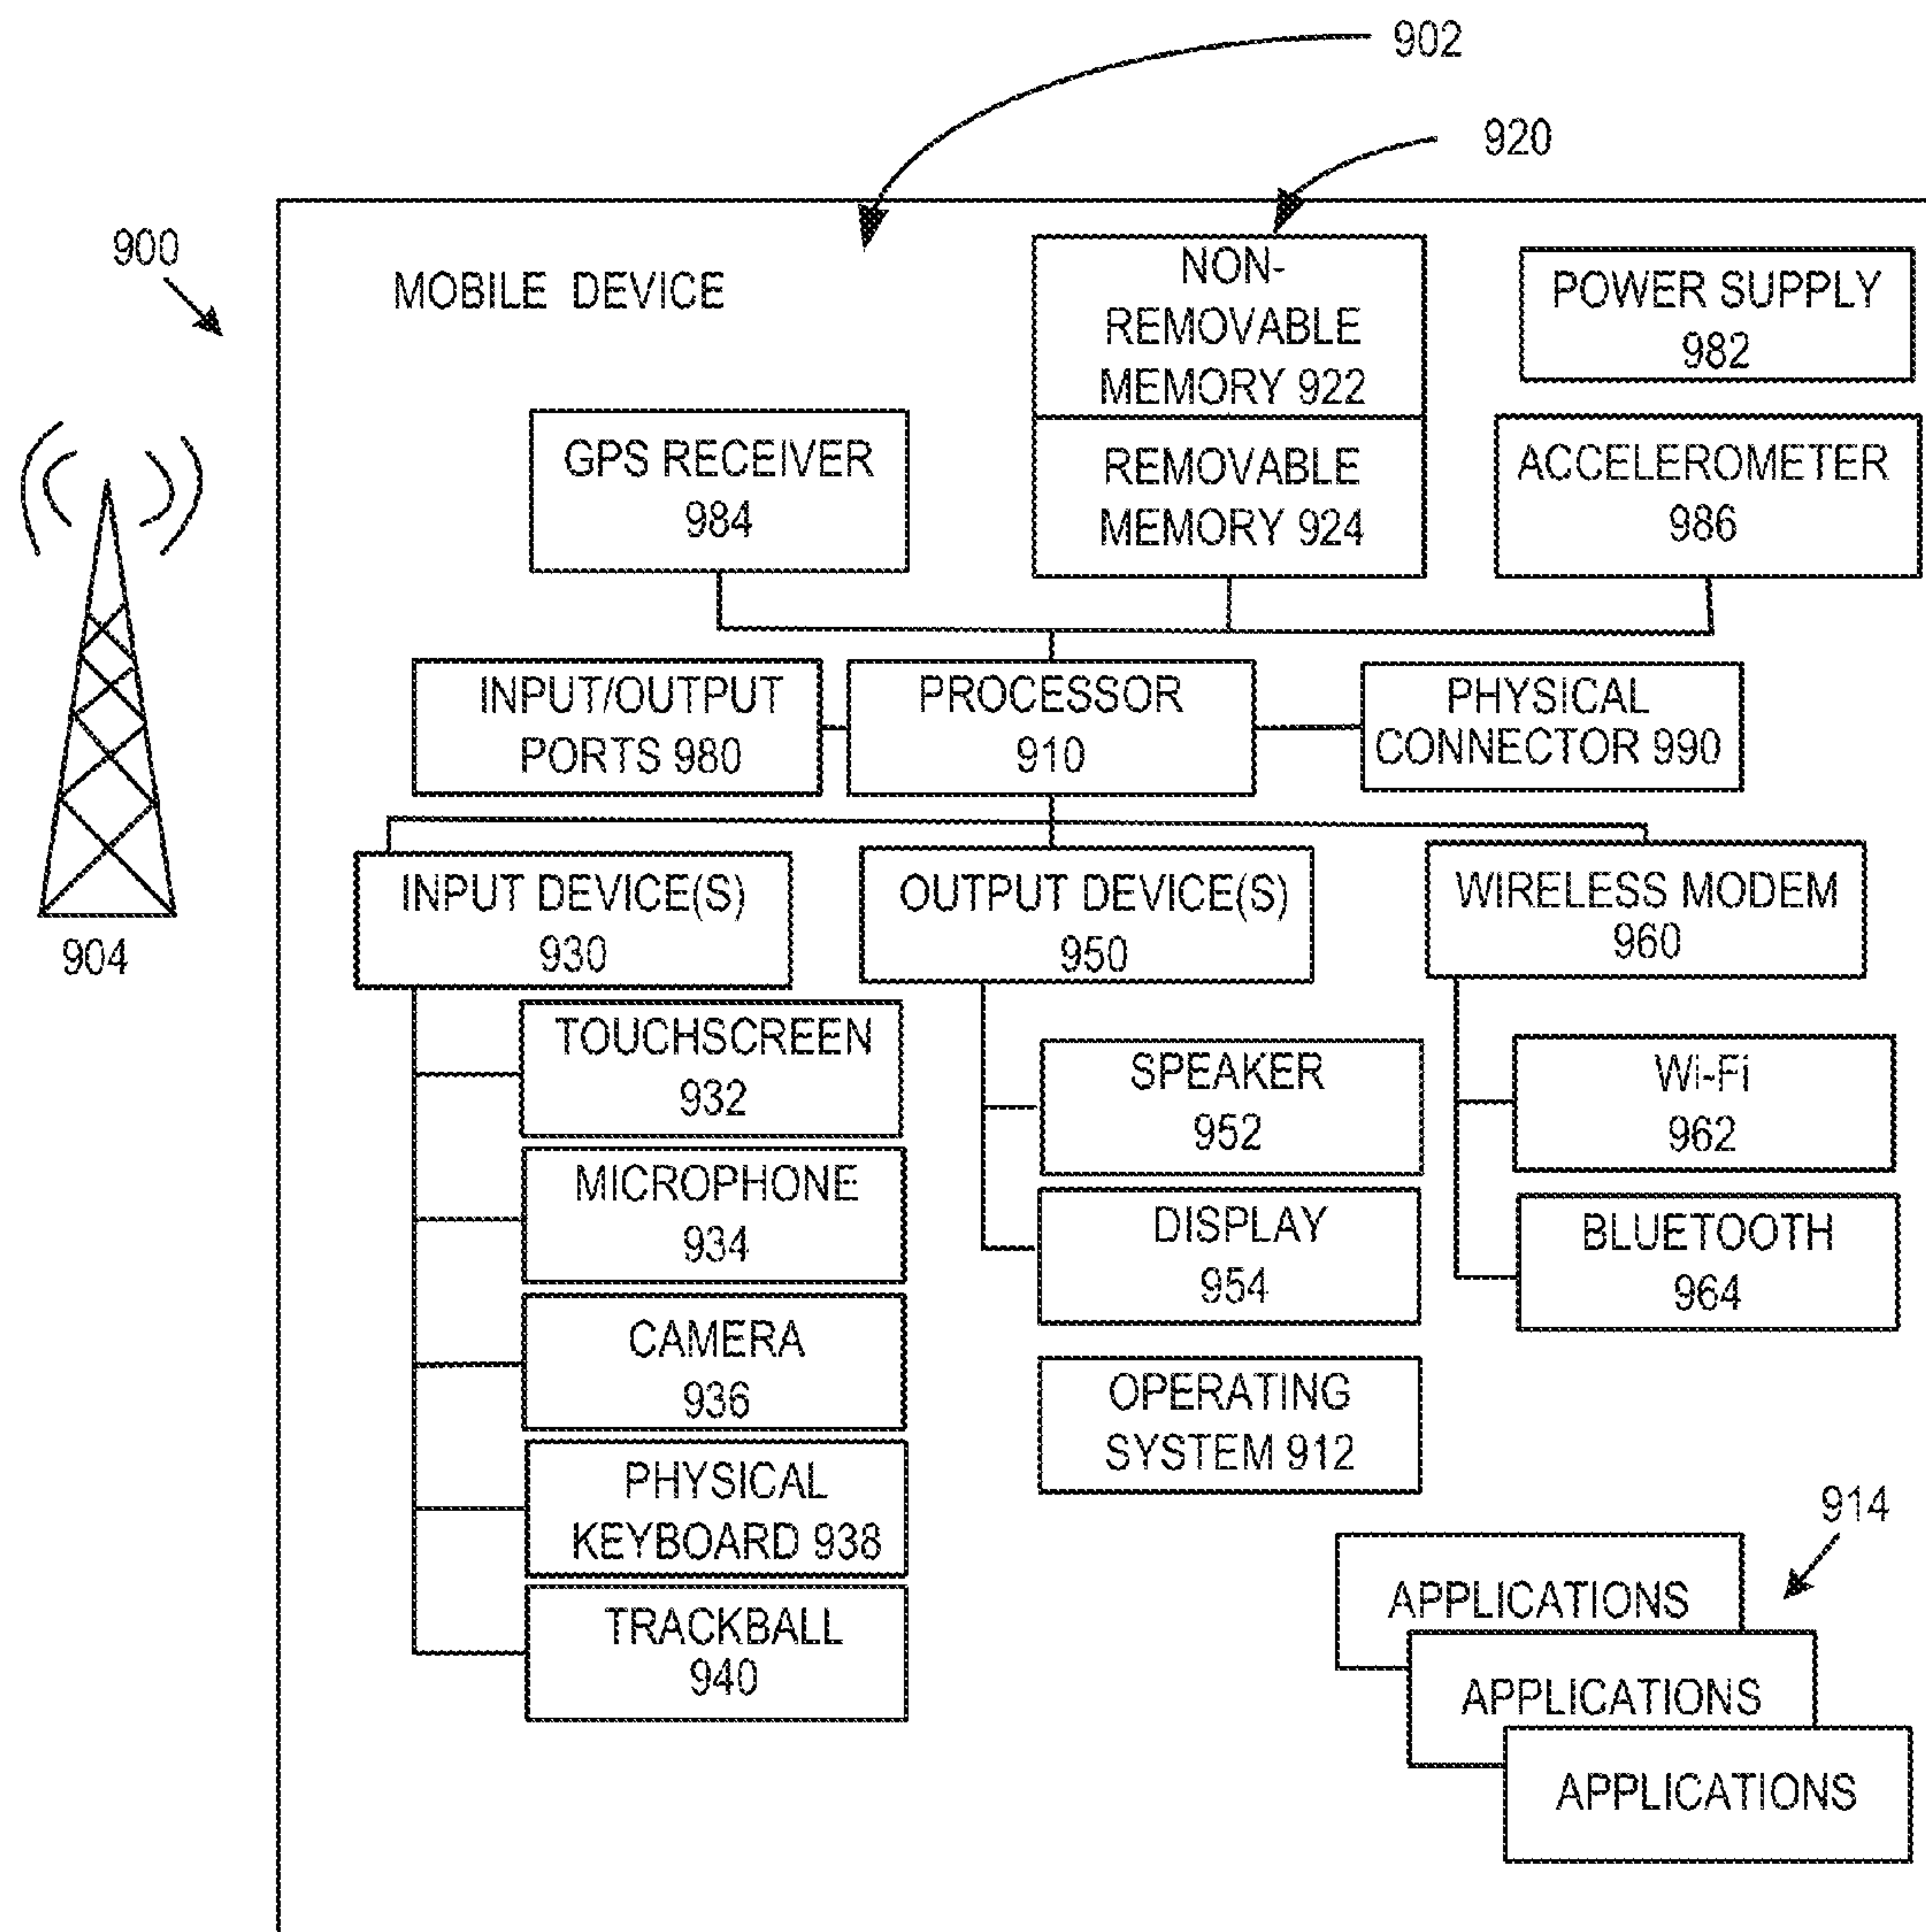 902
920
900
MOBILE DEVICE
NON-
REMOVABLE
MEMORY 922
POWER SUPPLY
982
GPS RECEIVER
984
REMOVABLE
MEMORY 924
ACCELEROMETER
986
INPUT/OUTPUT
PORTS 980
PROCESSOR
910
PHYSICAL
CONNECTOR 990
INPUT DEVICE(S)
930
OUTPUT DEVICE(S)
950
WIRELESS MODEM
960
904
TOUCHSCREEN
932
MICROPHONE
934
CAMERA
936
PHYSICAL
KEYBOARD 938
TRACKBALL
940
SPEAKER
952
DISPLAY
954
OPERATING
SYSTEM 912
Wi-Fi
962
BLUETOOTH
964
914
APPLICATIONS
APPLICATIONS
APPLICATIONS